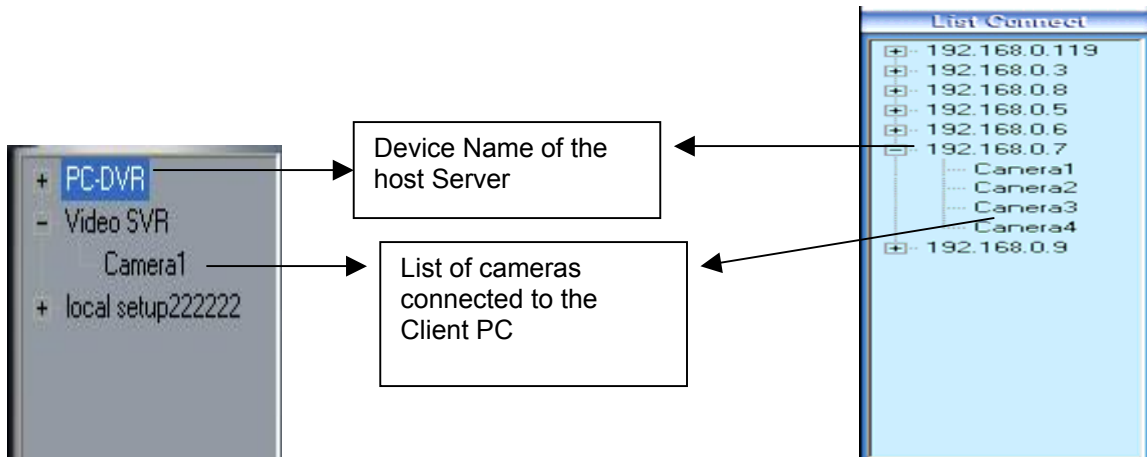 PC-DVR
Video SVR
Camera1
local setup222222
Device Name of the
host Server
List of cameras
connected to the
Client PC
List Connect
192.168.0.119
192.168.0.3
192.168.0.8
192.168.0.5
192.168.0.6
192.168.0.7
Camera1
Camera2
Camera3
Camera4
192.168.0.9